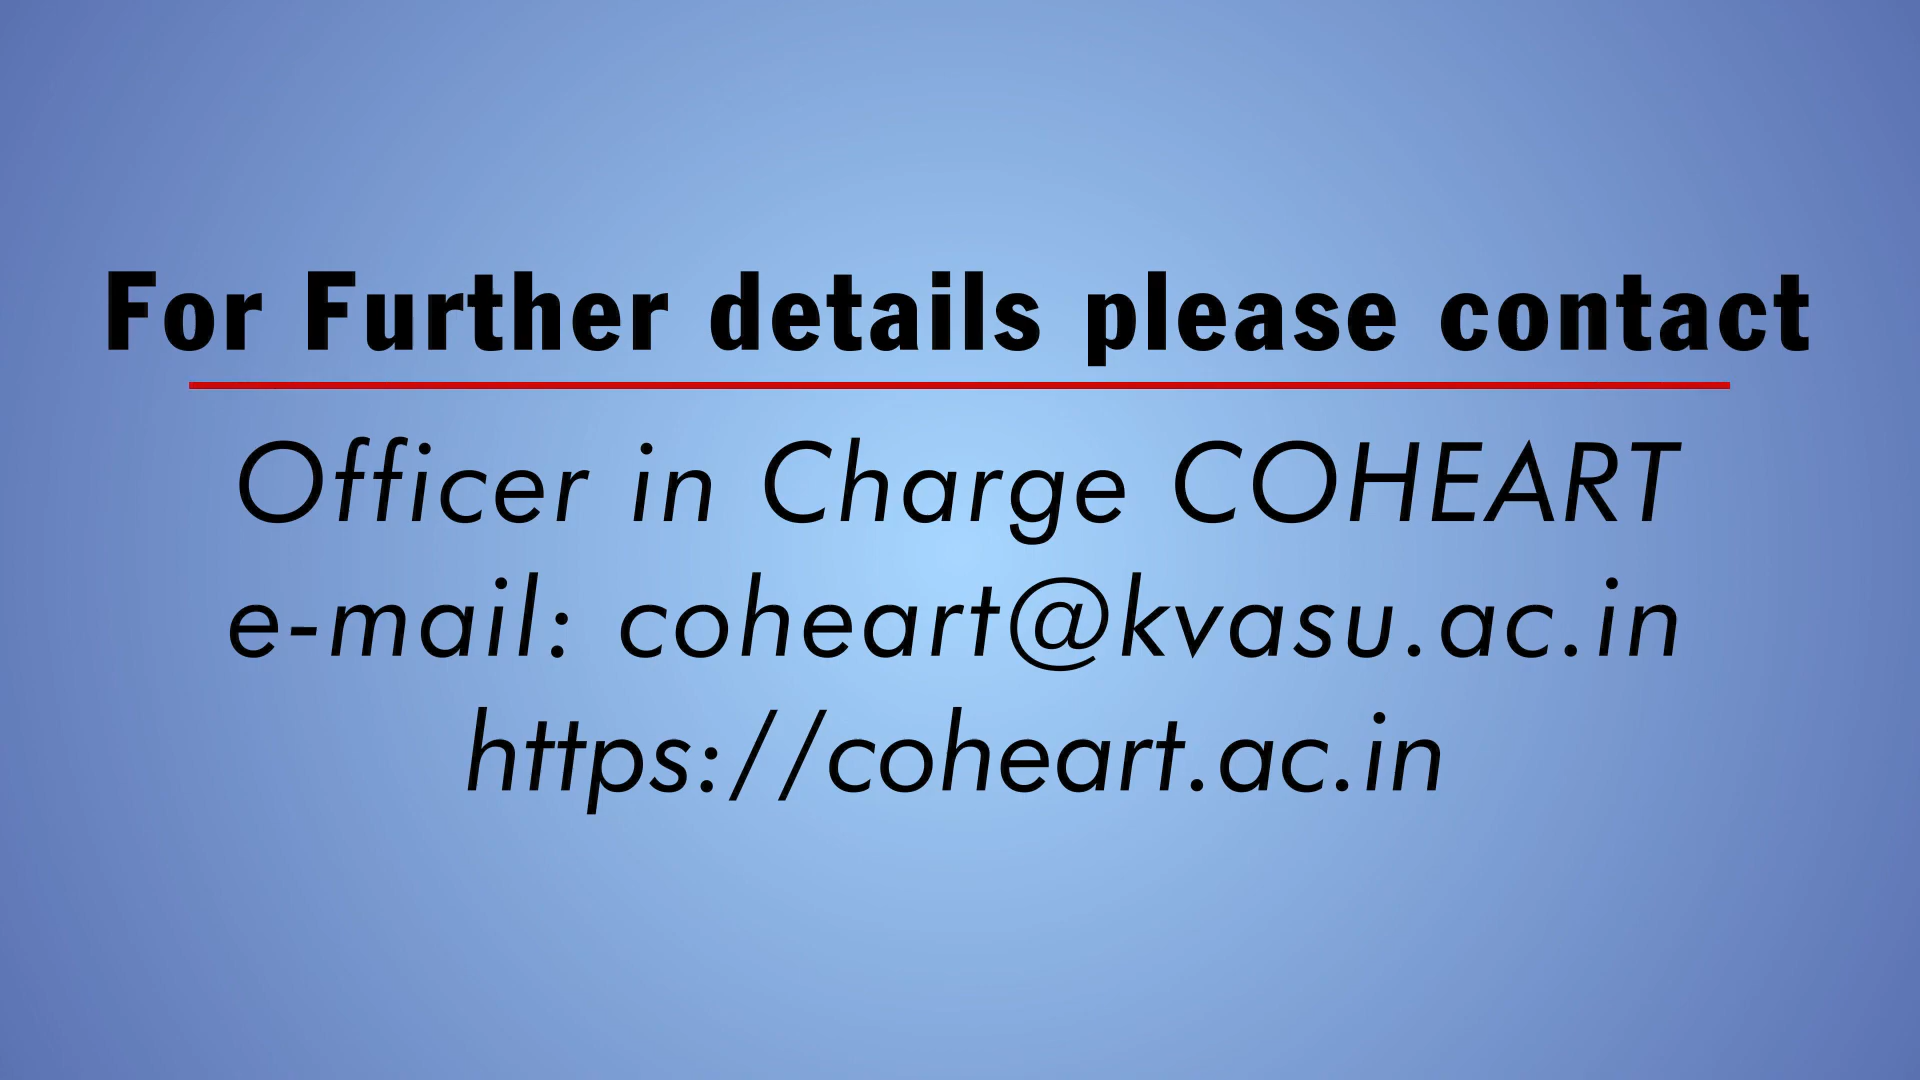 For Further details please contact
Officer in Charge COHEART
e-mail: coheart@kvasu.ac.in
https://coheart.ac.in